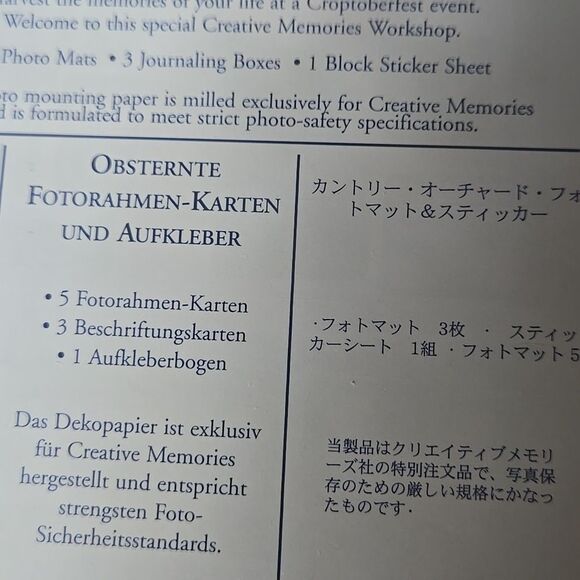 the memories of your life at a Croptoberfest event.
Welcome to this special Creative Memories Workshop.
Photo Mats • 3 Journaling Boxes • 1 Block Sticker Sheet
mounting paper is milled exclusively for Creative Memories
is formulated to meet strict photo-safety specifications.
OBSTERNTE
FOTORAHMEN-KARTEN
UND AUFKLEBER
• 5 Fotorahmen-Karten
• 3 Beschriftungskarten
• 1 Aufkleberbogen
Das Dekopapier ist exklusiv
für Creative Memories
hergestellt und entspricht
strengsten Foto-
Sicherheitsstandards.
カントリー・オーチャード・フォ
トマット＆スティッカー
·フォトマット 3枚 · スティッ
カーシート 1組 · フォトマット 5
当製品はクリエイティブメモリ
ーズ社の特別注文品で、写真保
存のための厳しい規格にかなっ
たものです.